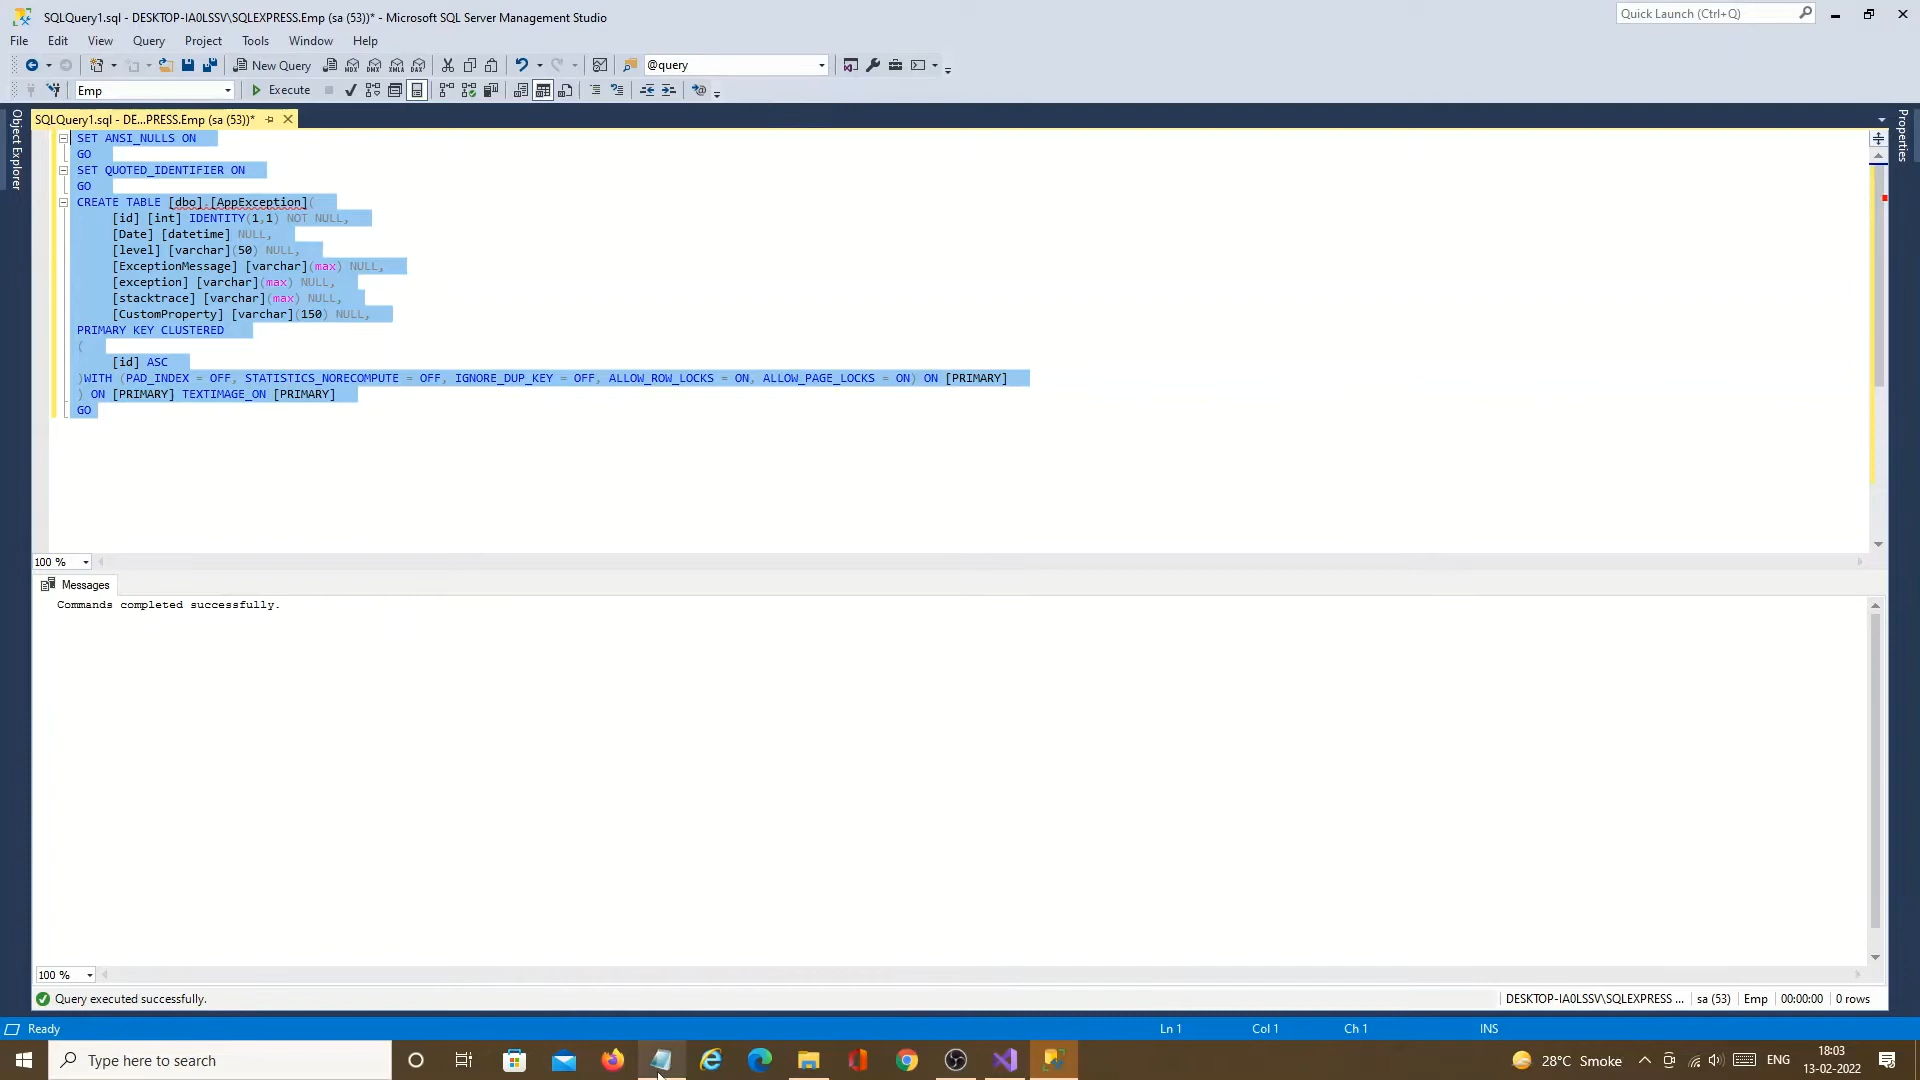 SQLQuery1.sql - DESKTOP-IA0LSSV\SQLEXPRESS.Emp (sa (53))* - Microsoft SQL Server Management Studio
Quick Launch (Ctrl+Q)
File Edit View Query Project Tools Window Help
New Query
@query
Emp
Execute
SQLQuery1.sql - DE...PRESS.Emp (sa (53))*
Object Explorer
Properties
SET ANSI_NULLS ON
GO
SET QUOTED_IDENTIFIER ON
GO
CREATE TABLE [dbo].[AppException](
[id] [int] IDENTITY(1,1) NOT NULL,
[Date] [datetime] NULL,
[level] [varchar](50) NULL,
[ExceptionMessage] [varchar](max) NULL,
[exception] [varchar](max) NULL,
[stacktrace] [varchar](max) NULL,
[CustomProperty] [varchar](150) NULL,
PRIMARY KEY CLUSTERED
(
[id] ASC
)WITH (PAD_INDEX = OFF, STATISTICS_NORECOMPUTE = OFF, IGNORE_DUP_KEY = OFF, ALLOW_ROW_LOCKS = ON, ALLOW_PAGE_LOCKS = ON) ON [PRIMARY]
) ON [PRIMARY] TEXTIMAGE_ON [PRIMARY]
GO
100 %
Messages
Commands completed successfully.
100 %
Query executed successfully.
DESKTOP-IA0LSSV\SQLEXPRESS ... sa (53) Emp 00:00:00 0 rows
Ready
Ln 1 Col 1 Ch 1 INS
Type here to search
28°C Smoke
ENG
18:03
13-02-2022